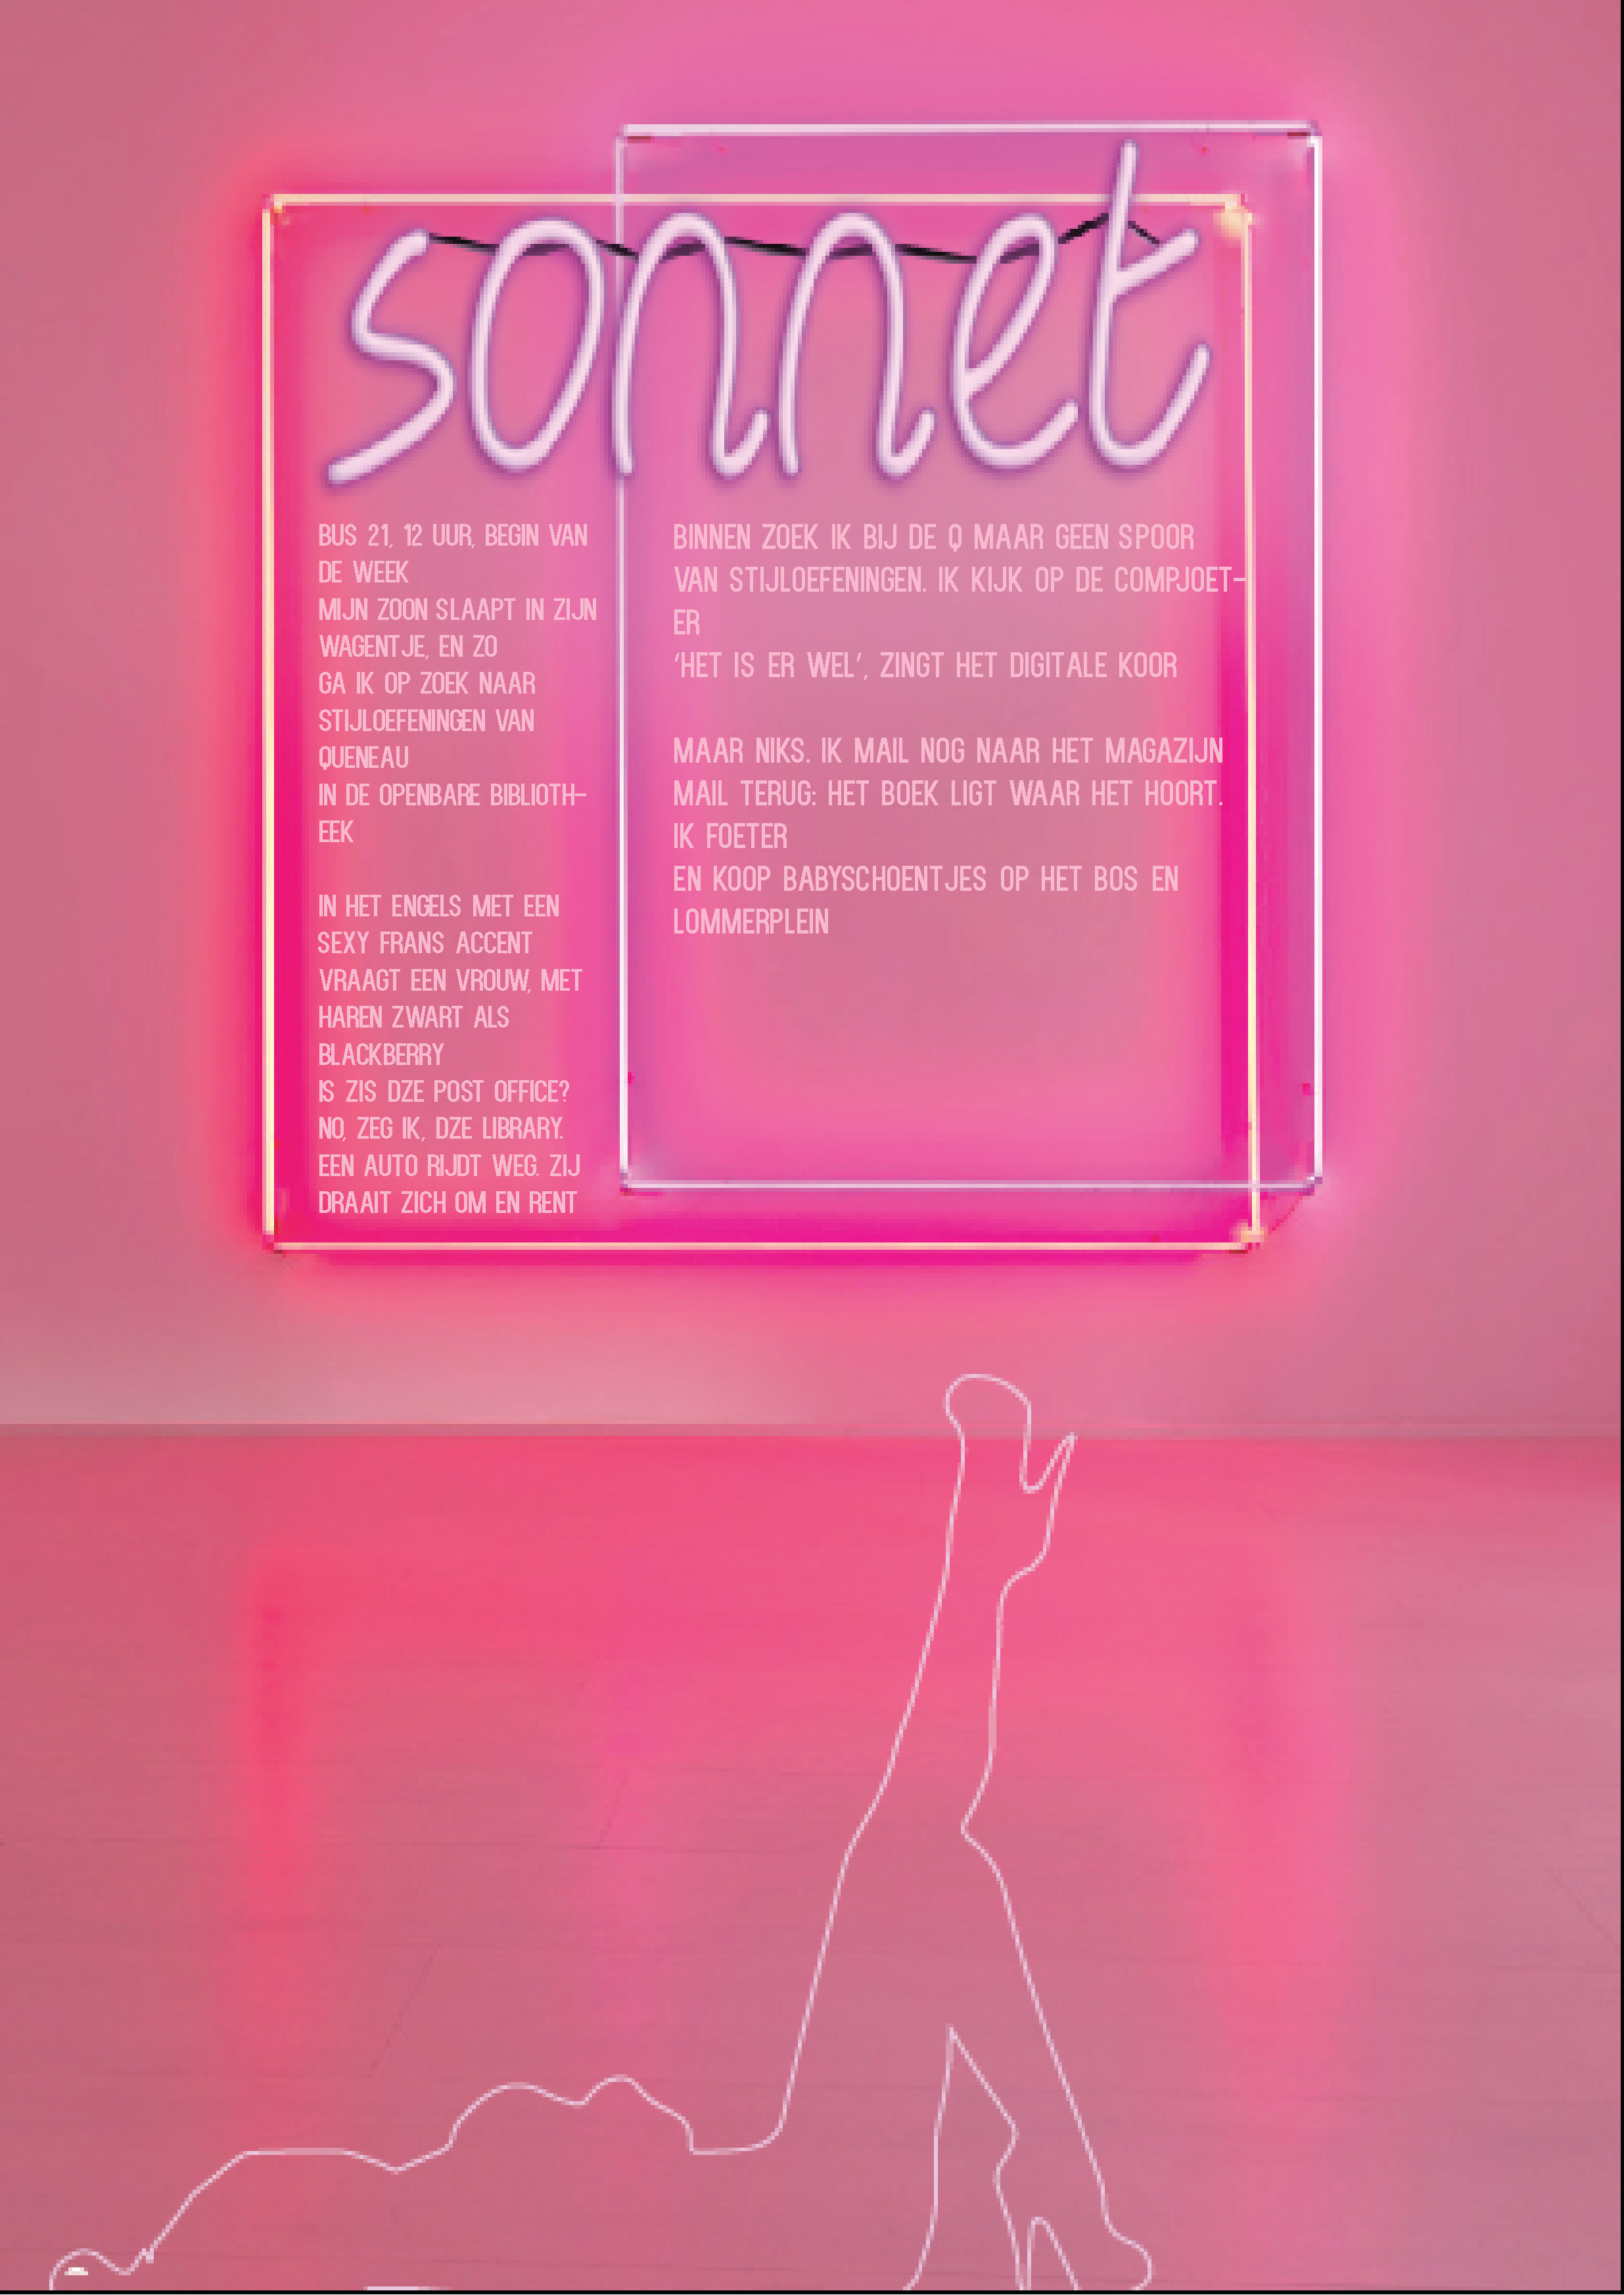 sonnet
BUS 21, 12 UUR, BEGIN VAN
DE WEEK
MIJN ZOON SLAAPT IN ZIJN
WAGENTJE, EN ZO
GA IK OP ZOEK NAAR
STIJLOEFENINGEN VAN
QUENEAU
IN DE OPENBARE BIBLIOTH-
EEK

IN HET ENGELS MET EEN
SEXY FRANS ACCENT
VRAAGT EEN VROUW, MET
HAREN ZWART ALS
BLACKBERRY
IS ZIS DZE POST OFFICE?
NO, ZEG IK, DZE LIBRARY.
EEN AUTO RIJDT WEG. ZIJ
DRAAIT ZICH OM EN RENT

BINNEN ZOEK IK BIJ DE Q MAAR GEEN SPOOR
VAN STIJLOEFENINGEN. IK KIJK OP DE COMPJOET-
ER
‘HET IS ER WEL’, ZINGT HET DIGITALE KOOR

MAAR NIKS. IK MAIL NOG NAAR HET MAGAZIJN
MAIL TERUG: HET BOEK LIGT WAAR HET HOORT.
IK FOETER
EN KOOP BABYSCHOENTJES OP HET BOS EN
LOMMERPLEIN